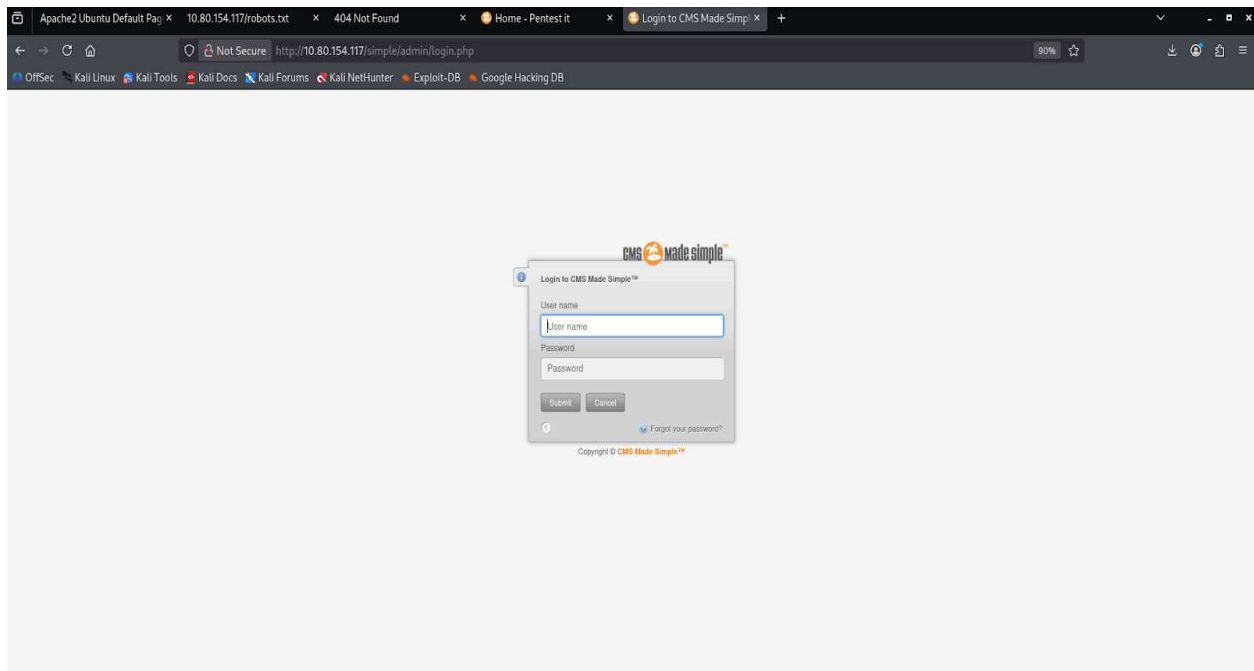 Apache2 Ubuntu Default Pag × 10.80.154.117/robots.txt × 404 Not Found × Home - Pentest it × Login to CMS Made Simpl × +
Not Secure http://10.80.154.117/simple/admin/login.php 90%
OffSec Kali Linux Kali Tools Kali Docs Kali Forums Kali NetHunter Exploit-DB Google Hacking DB
CMS Made simple™
Login to CMS Made Simple™
User name
User name
Password
Password
Submit Cancel
Forgot your password?
Copyright © CMS Made Simple™